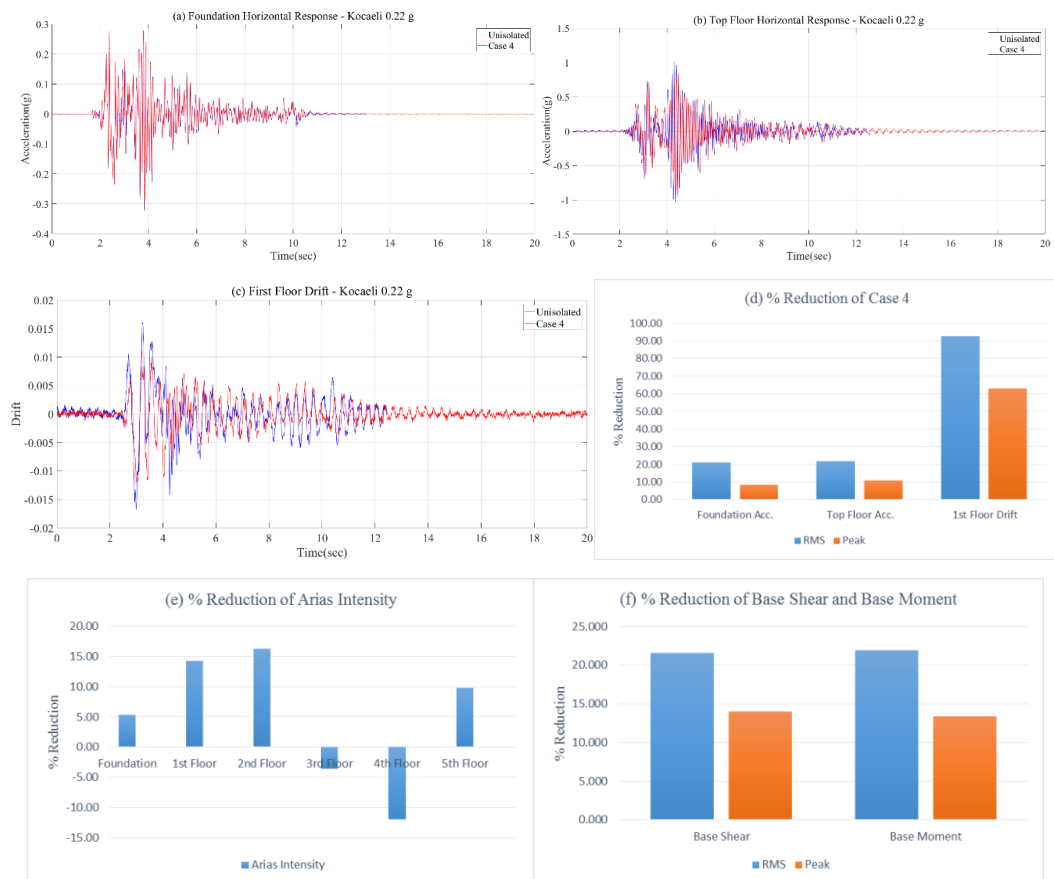 (a) Foundation Horizontal Response - Kocaeli 0.22 g
Unisolated
Case 4
0.3
0.2
0.1
0
-0.1
-0.2
-0.3
-0.4
Acceleration(g)
0 2 4 6 8 10 12 14 16 18 20
Time(sec)
(b) Top Floor Horizontal Response - Kocaeli 0.22 g
Unisolated
Case 4
1.5
1
0.5
0
-0.5
-1
-1.5
Acceleration(g)
0 2 4 6 8 10 12 14 16 18 20
Time(sec)
(c) First Floor Drift - Kocaeli 0.22 g
Unisolated
Case 4
0.02
0.015
0.01
0.005
0
-0.005
-0.01
-0.015
-0.02
Drift
0 2 4 6 8 10 12 14 16 18 20
Time(sec)
(d) % Reduction of Case 4
100.00
90.00
80.00
70.00
60.00
50.00
40.00
30.00
20.00
10.00
0.00
% Reduction
Foundation Acc. Top Floor Acc. 1st Floor Drift
RMS Peak
(e) % Reduction of Arias Intensity
20.00
15.00
10.00
5.00
0.00
-5.00
-10.00
-15.00
% Reduction
Foundation 1st Floor 2nd Floor 3rd Floor 4th Floor 5th Floor
Arias Intensity
(f) % Reduction of Base Shear and Base Moment
25.000
20.000
15.000
10.000
5.000
0.000
% Reduction
Base Shear Base Moment
RMS Peak